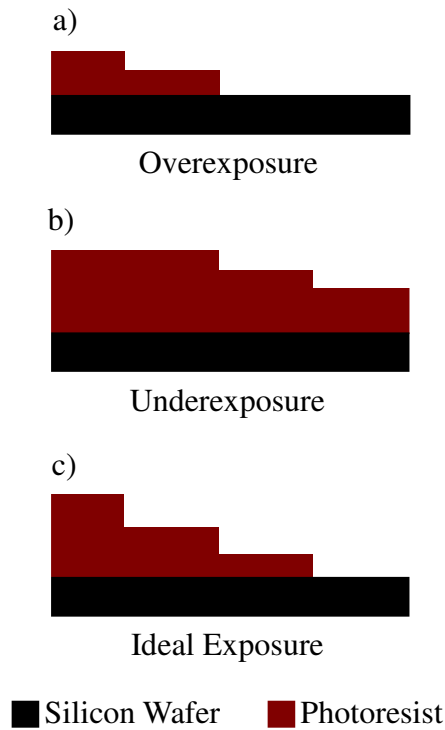 a)
Overexposure
b)
Underexposure
c)
Ideal Exposure
Silicon Wafer Photoresist